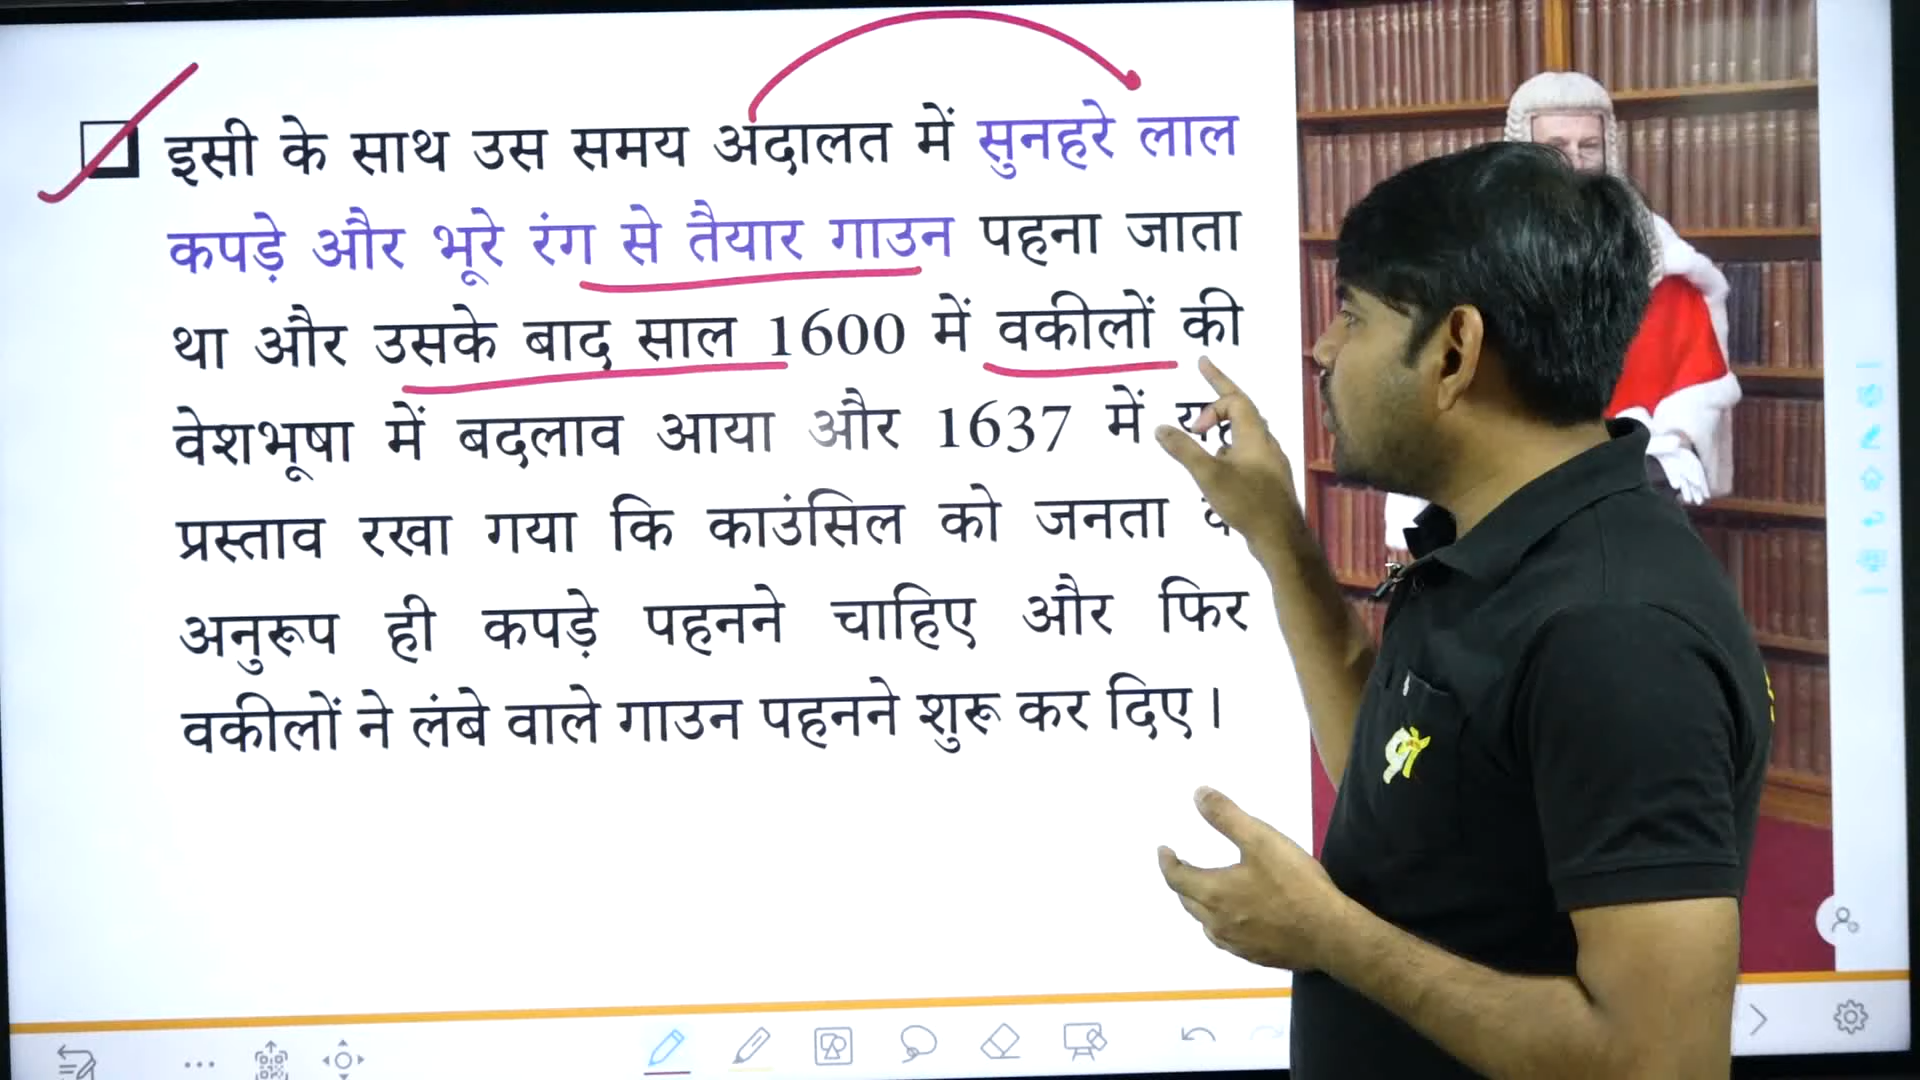 इसी के साथ उस समय अदालत में सुनहरे लाल
कपड़े और भूरे रंग से तैयार गाउन पहना जाता
था और उसके बाद साल 1600 में वकीलों की
वेशभूषा में बदलाव आया और 1637 में यह
प्रस्ताव रखा गया कि काउंसिल को जनता
अनुरूप ही कपड़े पहनने चाहिए और फिर
वकीलों ने लंबे वाले गाउन पहनने शुरू कर दिए।